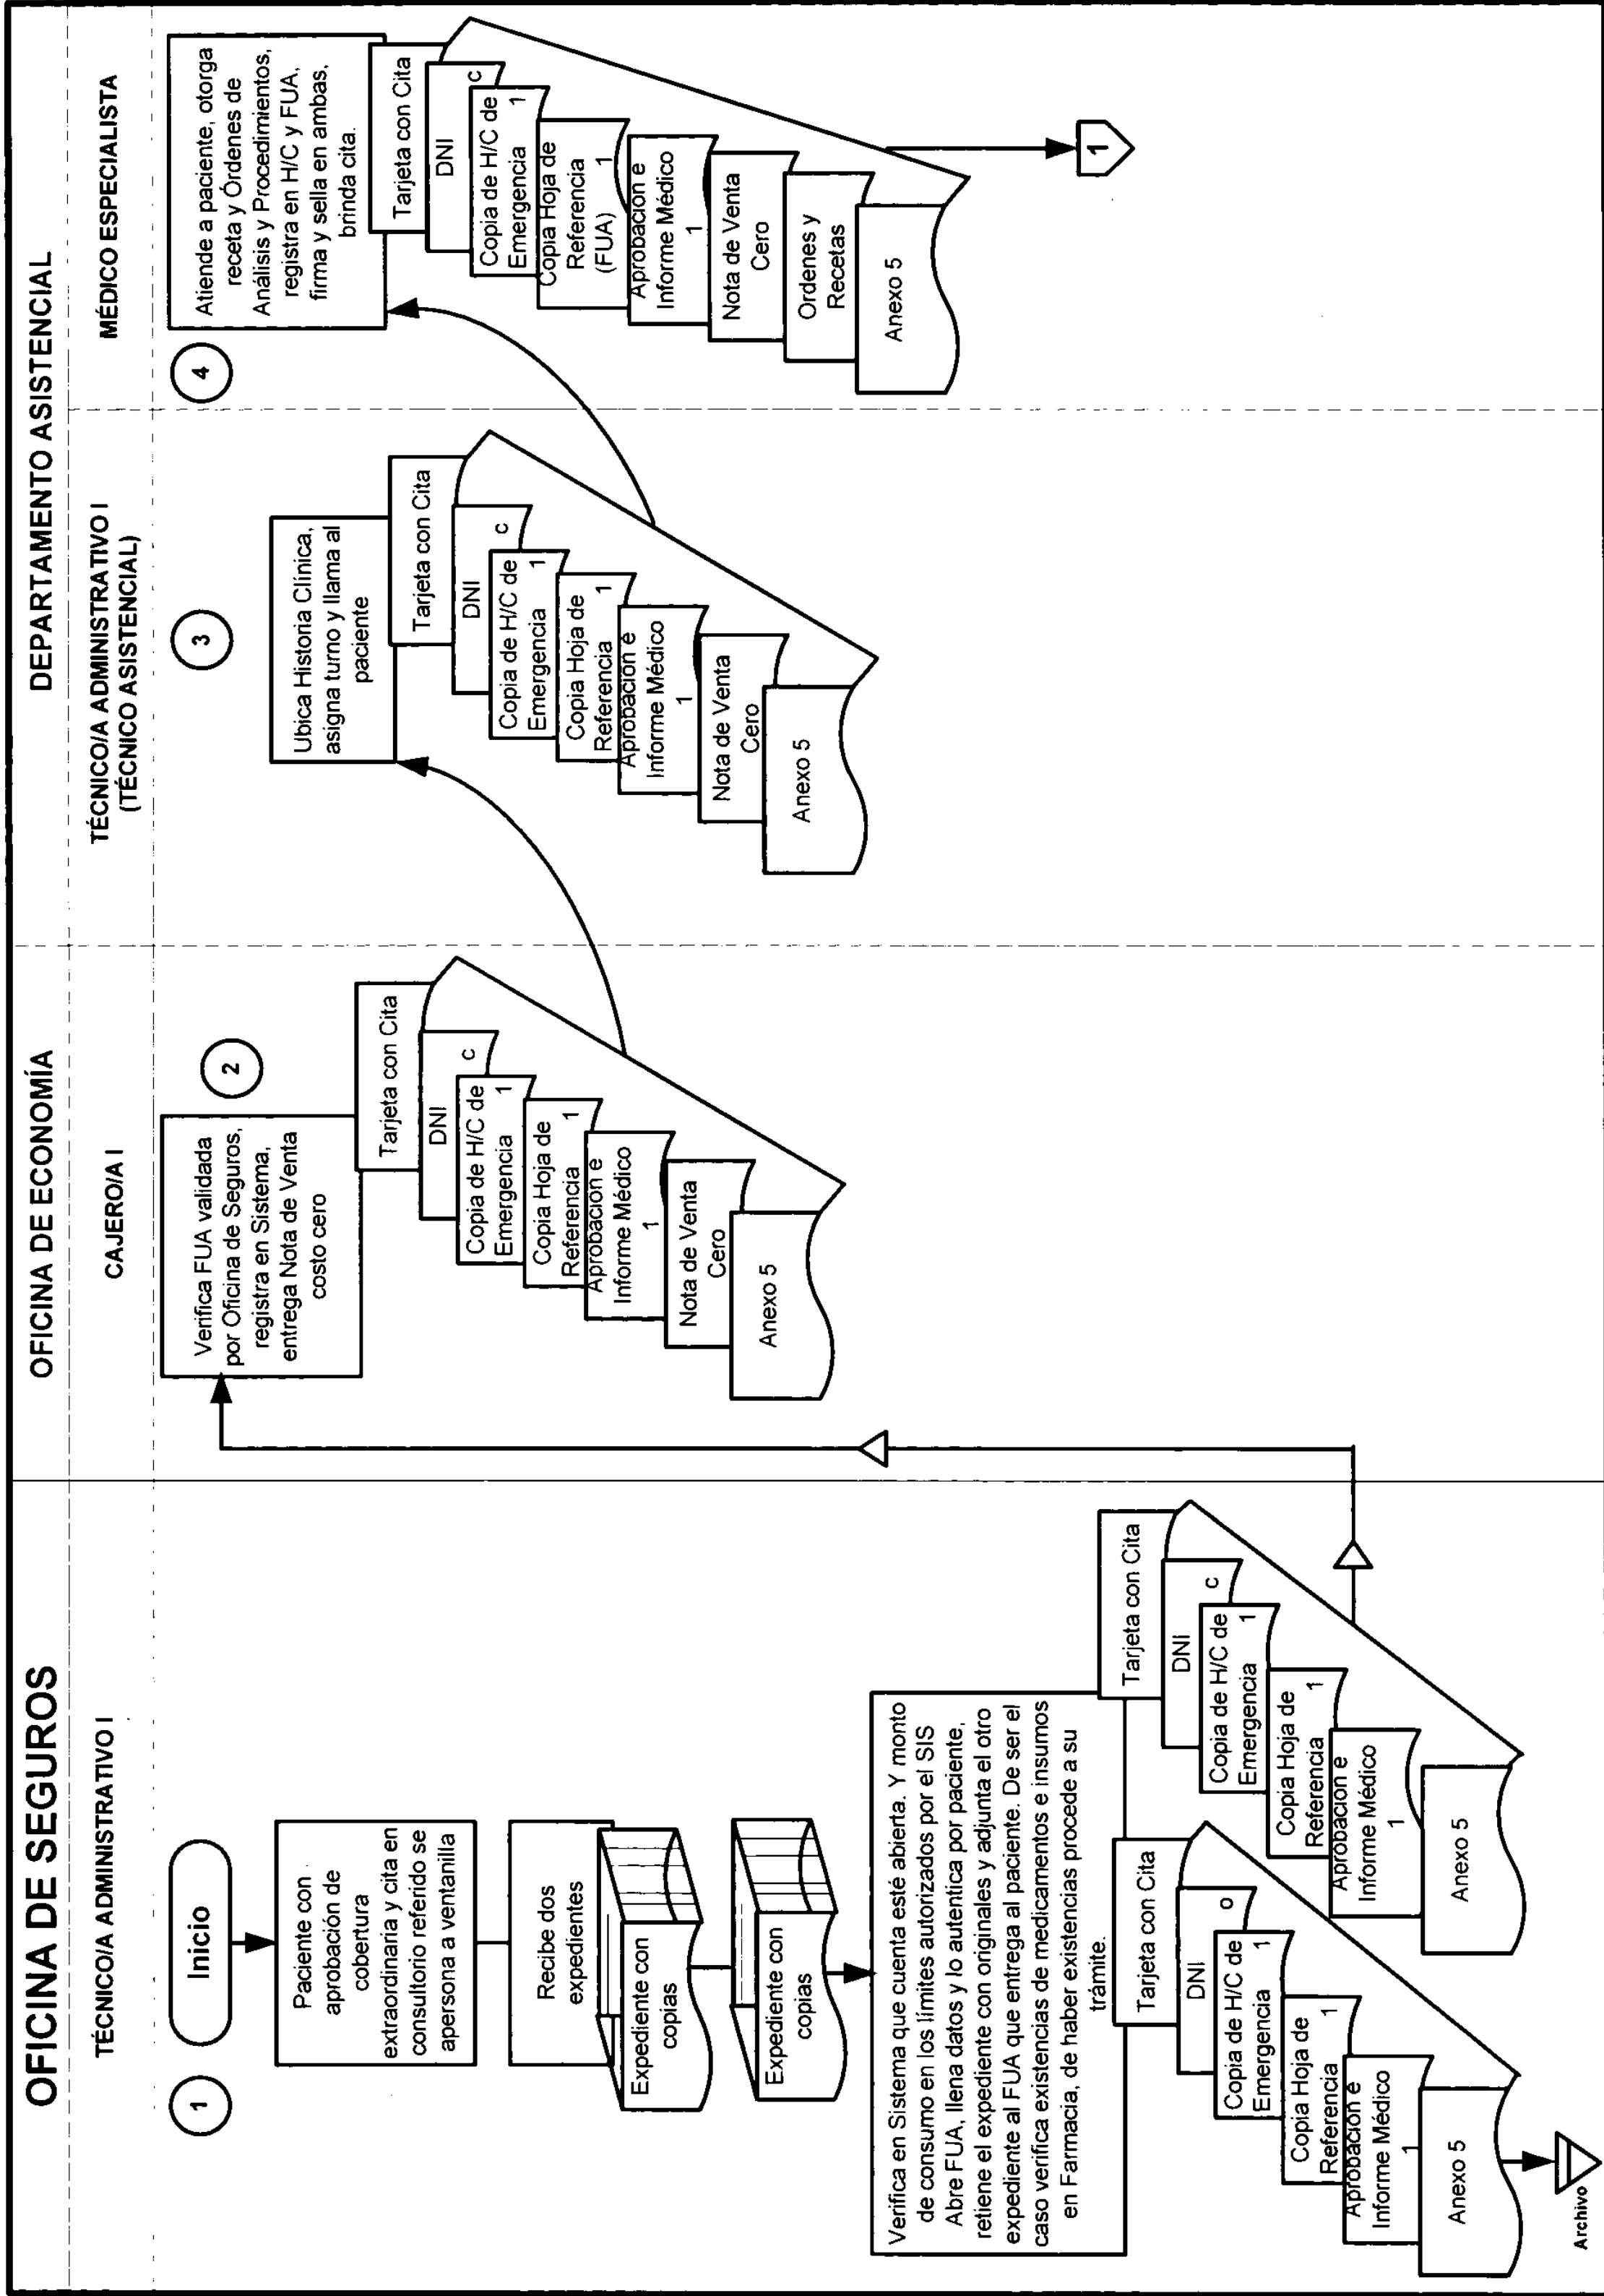 OFICINA DE SEGUROS
OFICINA DE ECONOMÍA
DEPARTAMENTO ASISTENCIAL
TÉCNICO/A ADMINISTRATIVO I
CAJERO/A I
TÉCNICO/A ADMINISTRATIVO I
(TÉCNICO ASISTENCIAL)
MÉDICO ESPECIALISTA
1
Inicio
Paciente con
aprobación de
cobertura
extraordinaria y cita en
consultorio referido se
apersona a ventanilla
Recibe dos
expedientes
Expediente con
copias
Expediente con
copias
Verifica en Sistema que cuenta esté abierta. Y monto
de consumo en los límites autorizados por el SIS
Abre FUA, llena datos y lo autentica por paciente,
retiene el expediente con originales y adjunta el otro
expediente al FUA que entrega al paciente. De ser el
caso verifica existencias de medicamentos e insumos
en Farmacia, de haber existencias procede a su
trámite.
Tarjeta con Cita
DNI
o
Copia de H/C de
Emergencia
1
Copia Hoja de
Referencia
1
Aprobación e
Informe Médico
1
Anexo 5
Archivo
Tarjeta con Cita
DNI
c
Copia de H/C de
Emergencia
1
Copia Hoja de
Referencia
1
Aprobación e
Informe Médico
1
Anexo 5
2
Verifica FUA validada
por Oficina de Seguros,
registra en Sistema,
entrega Nota de Venta
costo cero
Tarjeta con Cita
DNI
c
Copia de H/C de
Emergencia
1
Copia Hoja de
Referencia
1
Aprobación e
Informe Médico
1
Nota de Venta
Cero
Anexo 5
3
Ubica Historia Clínica,
asigna turno y llama al
paciente
Tarjeta con Cita
DNI
c
Copia de H/C de
Emergencia
1
Copia Hoja de
Referencia
1
Aprobación e
Informe Médico
1
Nota de Venta
Cero
Anexo 5
4
Atiende a paciente, otorga
receta y Órdenes de
Análisis y Procedimientos,
registra en H/C y FUA,
firma y sella en ambas,
brinda cita.
Tarjeta con Cita
DNI
c
Copia de H/C de
Emergencia
1
Copia Hoja de
Referencia
(FUA)
1
Aprobación e
Informe Médico
1
Nota de Venta
Cero
Ordenes y
Recetas
Anexo 5
1